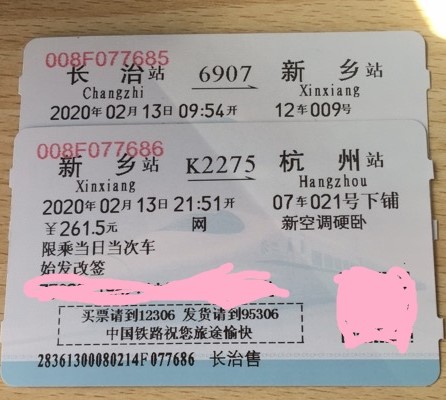 008F077685
长治站 6907 新乡站
Changzhi Xinxiang
2020年02月13日09:54开 12车009号
008F077686
新乡站 K2275 杭州站
Xinxiang Hangzhou
2020年02月13日21:51开 07车021号下铺
¥261.5元 网 新空调硬卧
限乘当日当次车
始发改签
买票请到12306 发货请到95306
中国铁路祝您旅途愉快
28361300080214F077686 长治售